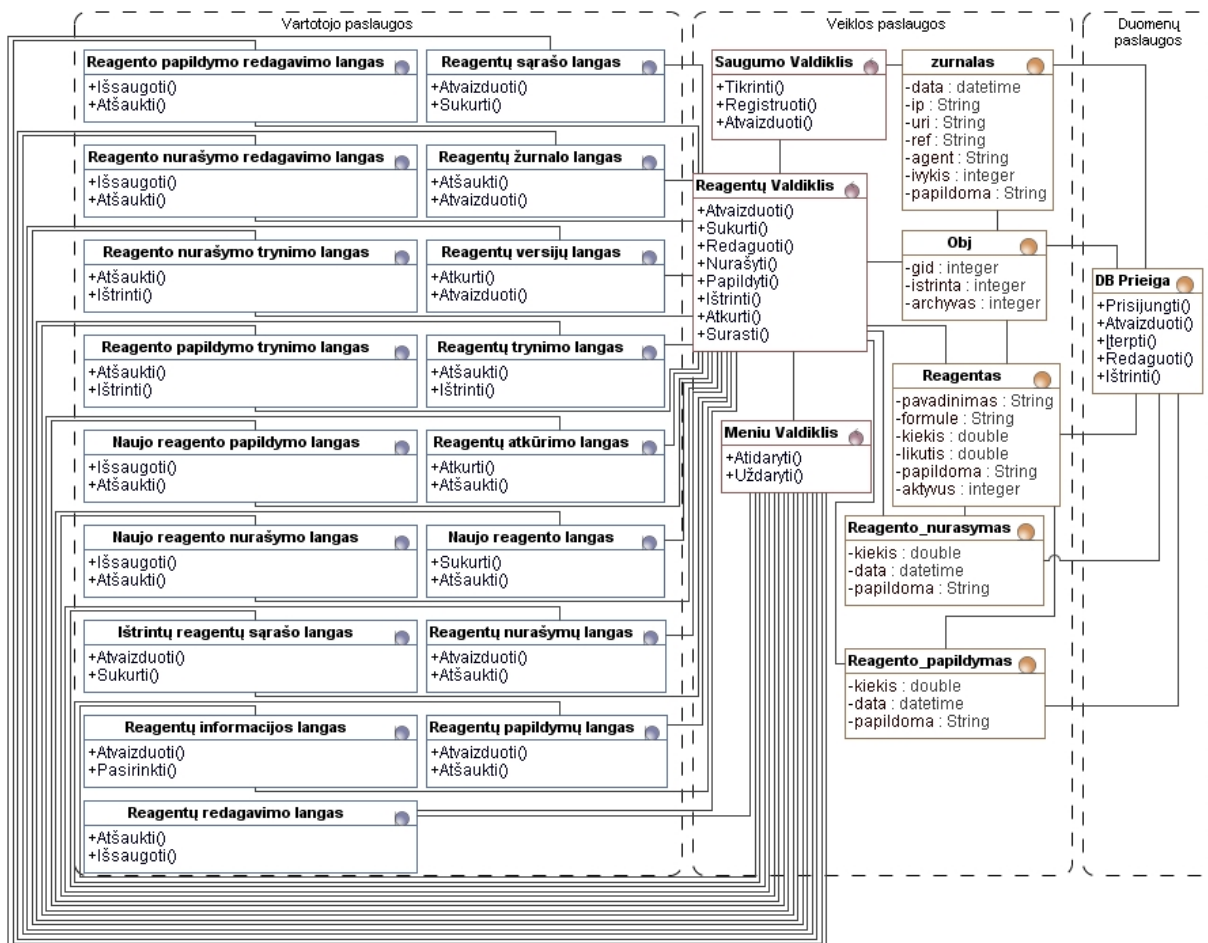 Vartotojo paslaugos
Reagento papildymo redagavimo langas
+Išsaugoti()
+Atšaukti()
Reagentų sąrašo langas
+Atvaizduoti()
+Sukurti()
Reagento nurašymo redagavimo langas
+Išsaugoti()
+Atšaukti()
Reagentų žurnalo langas
+Atšaukti()
+Atvaizduoti()
Reagento nurašymo trynimo langas
+Atšaukti()
+Ištrinti()
Reagentų versijų langas
+Atkurti()
+Atvaizduoti()
Reagento papildymo trynimo langas
+Atšaukti()
+Ištrinti()
Reagentų trynimo langas
+Atšaukti()
+Ištrinti()
Naujo reagento papildymo langas
+Išsaugoti()
+Atšaukti()
Reagentų atkūrimo langas
+Atkurti()
+Atšaukti()
Naujo reagento nurašymo langas
+Išsaugoti()
+Atšaukti()
Naujo reagento langas
+Sukurti()
+Atšaukti()
Ištrintų reagentų sąrašo langas
+Atvaizduoti()
+Sukurti()
Reagentų nurašymų langas
+Atvaizduoti()
+Atšaukti()
Reagentų informacijos langas
+Atvaizduoti()
+Pasirinkti()
Reagentų papildymų langas
+Atvaizduoti()
+Atšaukti()
Reagentų redagavimo langas
+Atšaukti()
+Išsaugoti()
Veiklos paslaugos
Saugumo Valdiklis
+Tikrinti()
+Registruoti()
+Atvaizduoti()
zurnalas
-data : datetime
-ip : String
-uri : String
-ref : String
-agent : String
-ivykis : integer
-papildoma : String
Reagentų Valdiklis
+Atvaizduoti()
+Sukurti()
+Redaguoti()
+Nurašyti()
+Papildyti()
+Ištrinti()
+Atkurti()
+Surasti()
Obj
-gid : integer
-istrinta : integer
-archyvas : integer
Reagentas
-pavadinimas : String
-formule : String
-kiekis : double
-likutis : double
-papildoma : String
-aktyvus : integer
Meniu Valdiklis
+Atidaryti()
+Uždaryti()
Reagento_nurasymas
-kiekis : double
-data : datetime
-papildoma : String
Reagento_papildymas
-kiekis : double
-data : datetime
-papildoma : String
Duomenų
paslaugos
DB Prieiga
+Prisijungti()
+Atvaizduoti()
+Įterpti()
+Redaguoti()
+Ištrinti()